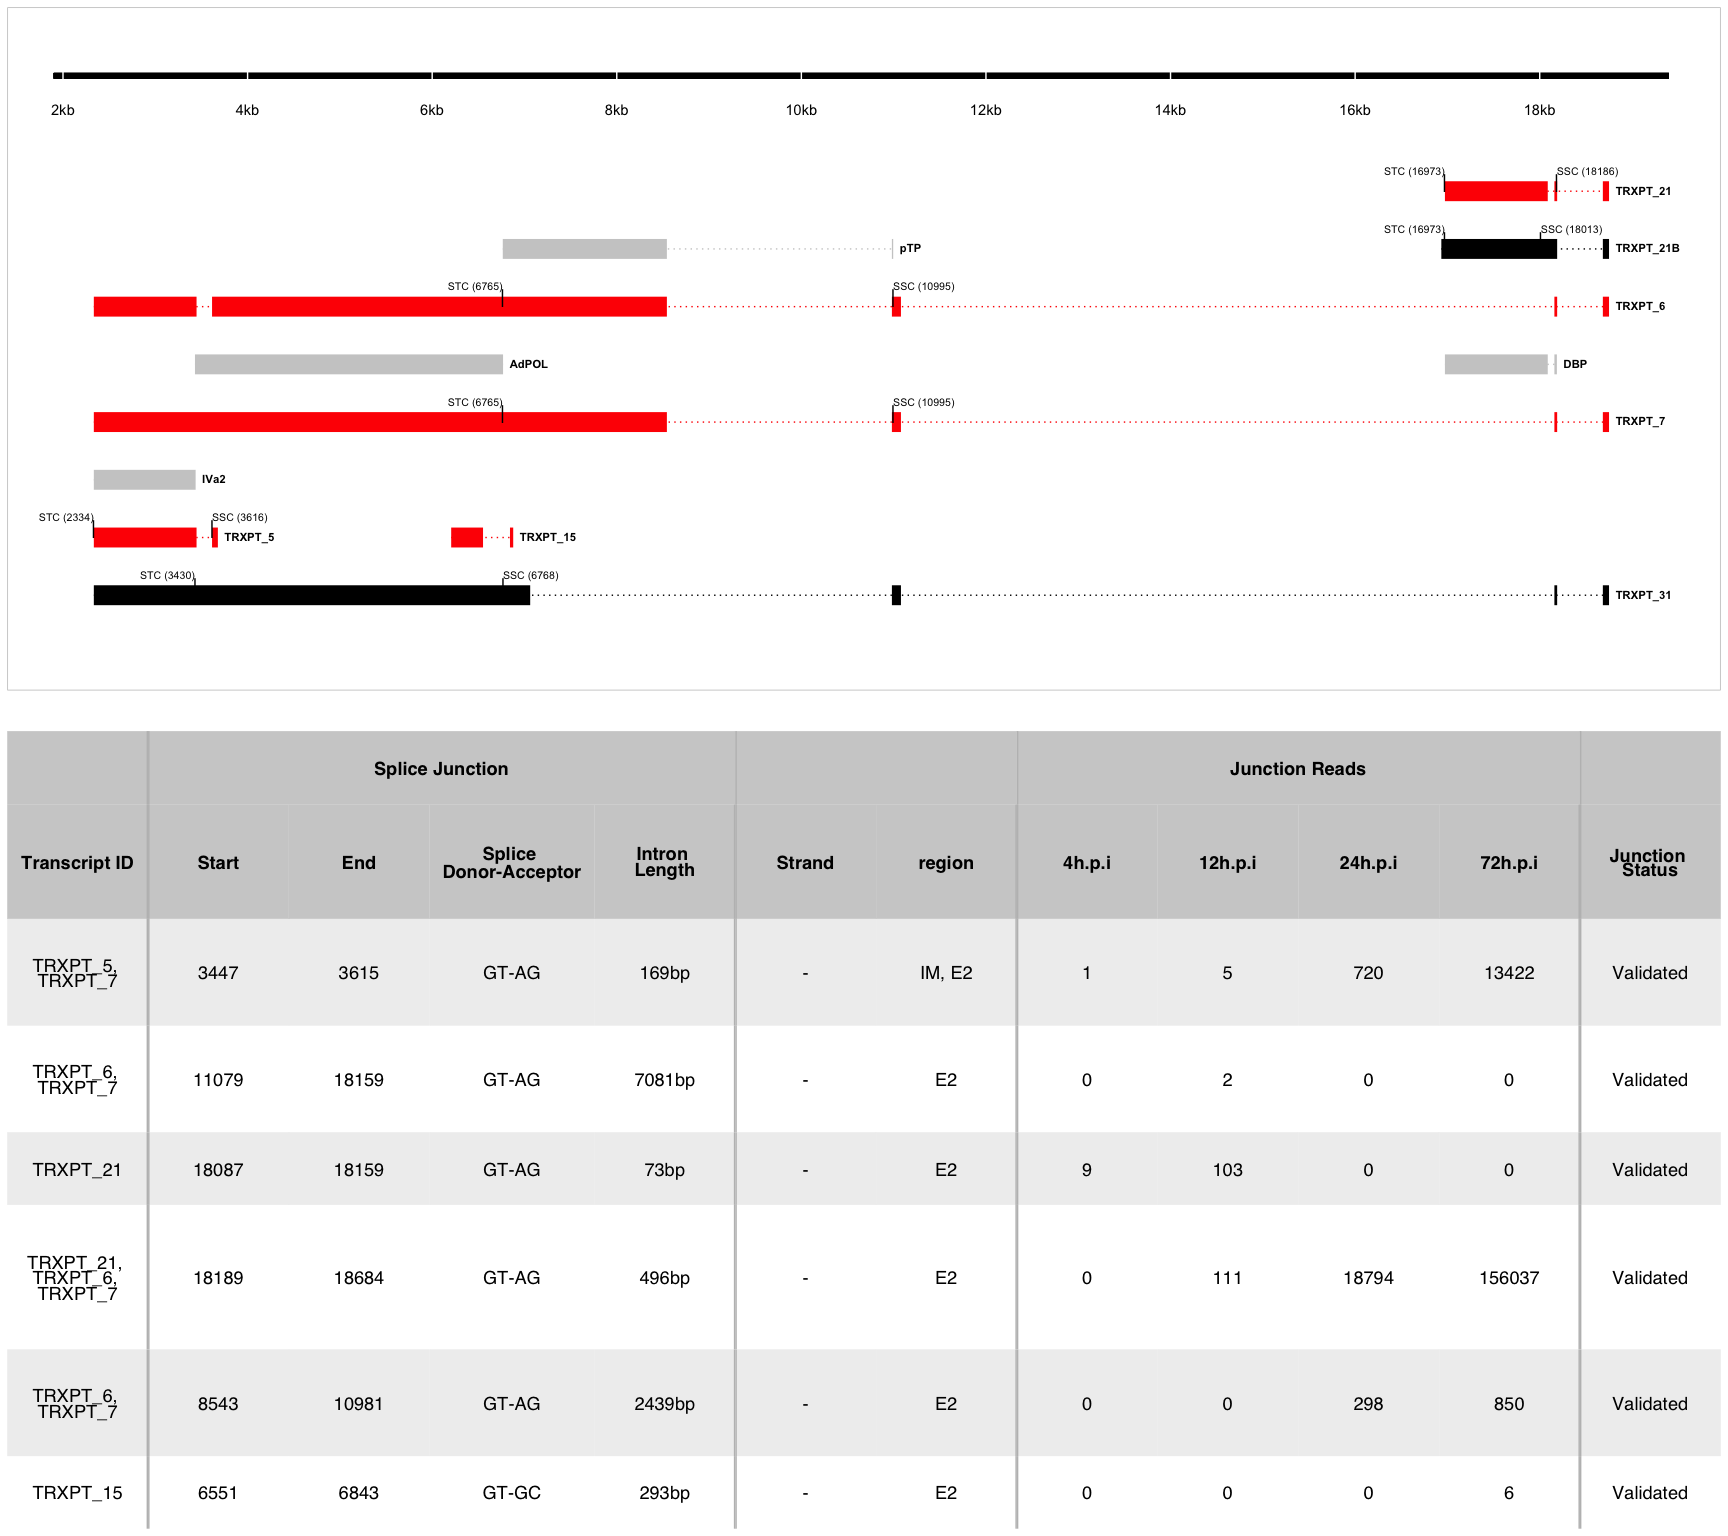 2kb 4kb 6kb 8kb 10kb 12kb 14kb 16kb 18kb
STC (16973) SSC (18186)
TRXPT_21
STC (16973) SSC (18013)
pTP TRXPT_21B
STC (6765) SSC (10995)
TRXPT_6
AdPOL DBP
STC (6765) SSC (10995)
TRXPT_7
IVa2
STC (2334) SSC (3616)
TRXPT_5 TRXPT_15
STC (3430) SSC (6768)
TRXPT_31
Splice Junction Junction Reads
Transcript ID Start End Splice Donor-Acceptor Intron Length Strand region 4h.p.i 12h.p.i 24h.p.i 72h.p.i Junction Status
TRXPT_5, TRXPT_7 3447 3615 GT-AG 169bp - IM, E2 1 5 720 13422 Validated
TRXPT_6, TRXPT_7 11079 18159 GT-AG 7081bp - E2 0 2 0 0 Validated
TRXPT_21 18087 18159 GT-AG 73bp - E2 9 103 0 0 Validated
TRXPT_21, TRXPT_6, TRXPT_7 18189 18684 GT-AG 496bp - E2 0 111 18794 156037 Validated
TRXPT_6, TRXPT_7 8543 10981 GT-AG 2439bp - E2 0 0 298 850 Validated
TRXPT_15 6551 6843 GT-GC 293bp - E2 0 0 0 6 Validated